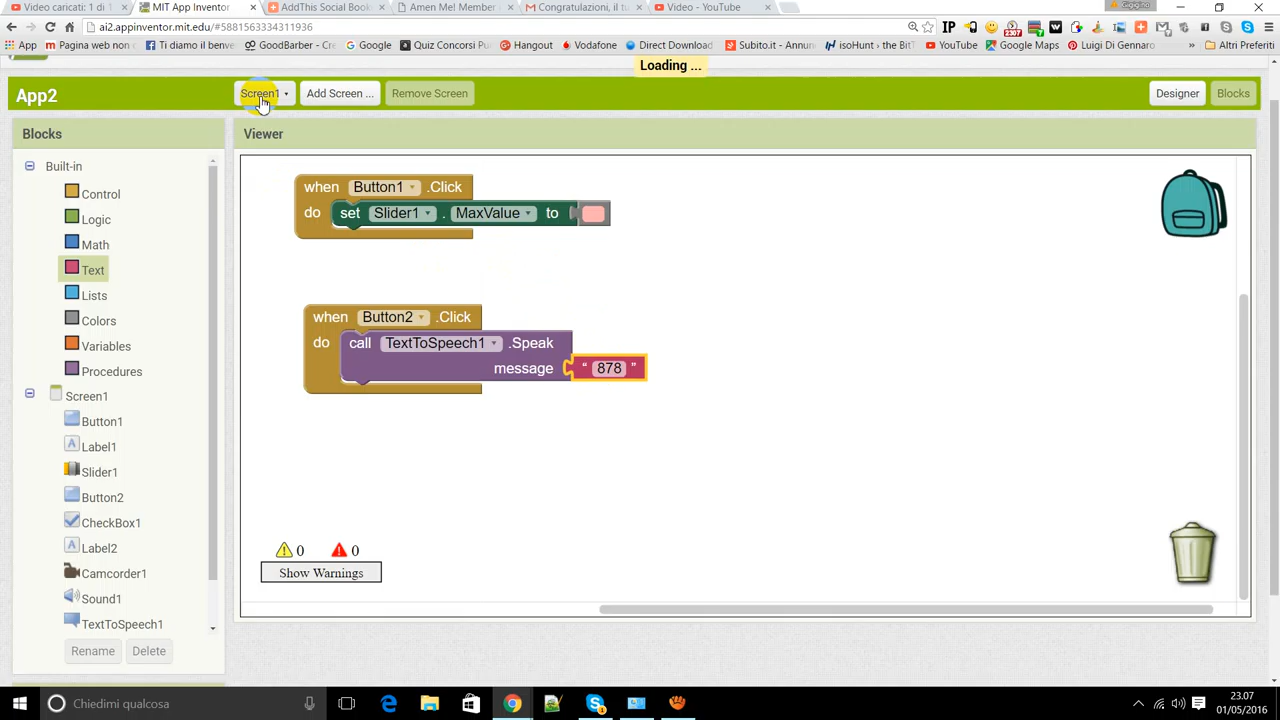 Video caricati: 1 di 1
MIT App Inventor
AddThis Social Book
Amen Me! Member
Congratulazioni, il tu
Video - YouTube
Gigig.no
ai2.appinventor.mit.edu/#5881563334311936
IP
2307
App
Pagina web non
Ti diamo il benve
GoodBarber - Cre
Google
Quiz Concorsi Pu
Hangout
Vodafone
Direct Download
Subito.it - Annun
isoHunt - the BitT
YouTube
Google Maps
Luigi Di Gennaro
»
Altri Preferiti
Loading ...
App2
Screen1
Add Screen ...
Remove Screen
Designer
Blocks
Blocks
Viewer
Built-in
Control
Logic
Math
Text
Lists
Colors
Variables
Procedures
Screen1
Button1
Label1
Slider1
Button2
CheckBox1
Label2
Camcorder1
Sound1
TextToSpeech1
Rename
Delete
when Button1 .Click
do set Slider1 . MaxValue to
when Button2 .Click
do call TextToSpeech1 .Speak
message “ 878 ”
0 0
Show Warnings
Chiedimi qualcosa
23.07
01/05/2016